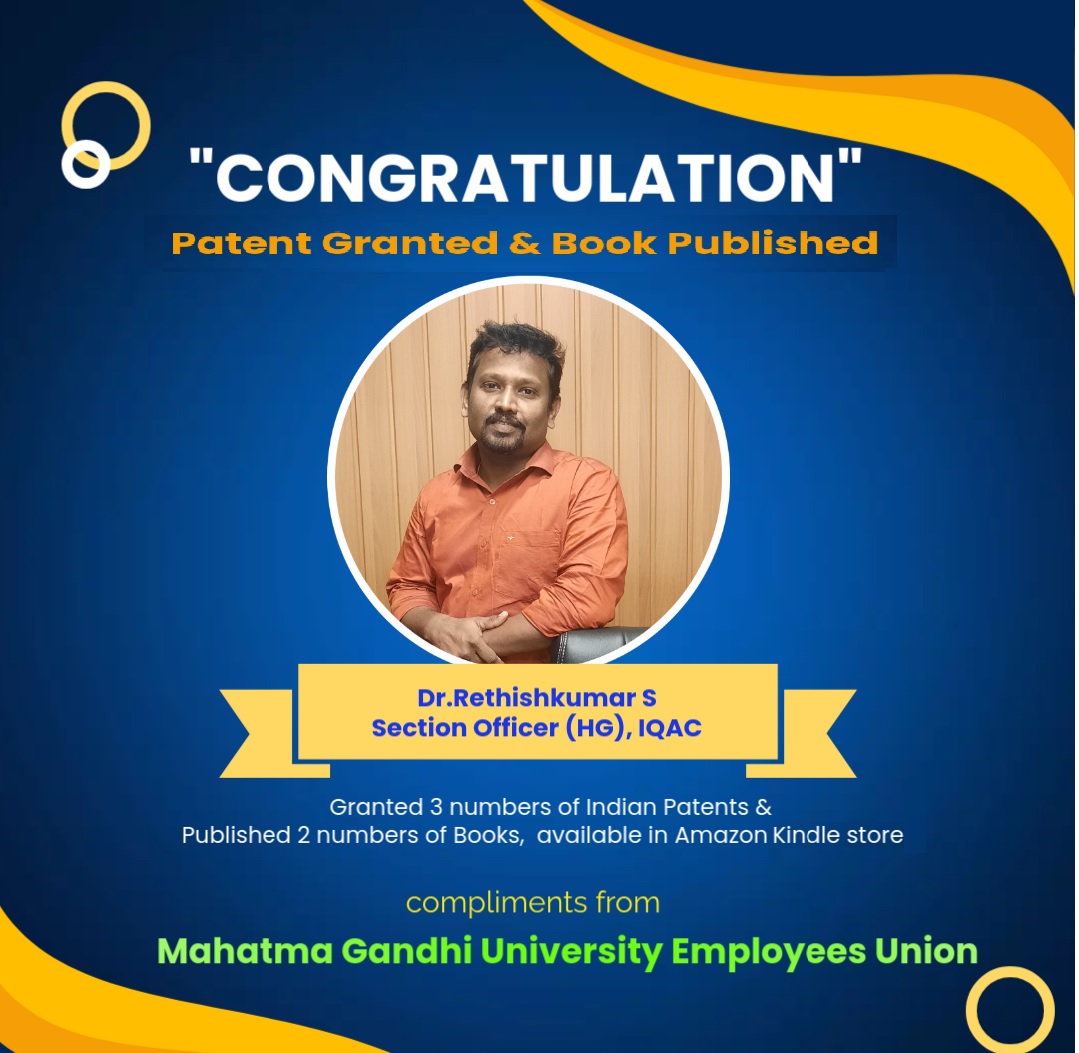 "CONGRATULATION"
Patent Granted & Book Published
Dr.Rethishkumar S
Section Officer (HG), IQAC
Granted 3 numbers of Indian Patents &
Published 2 numbers of Books, available in Amazon Kindle store
compliments from
Mahatma Gandhi University Employees Union